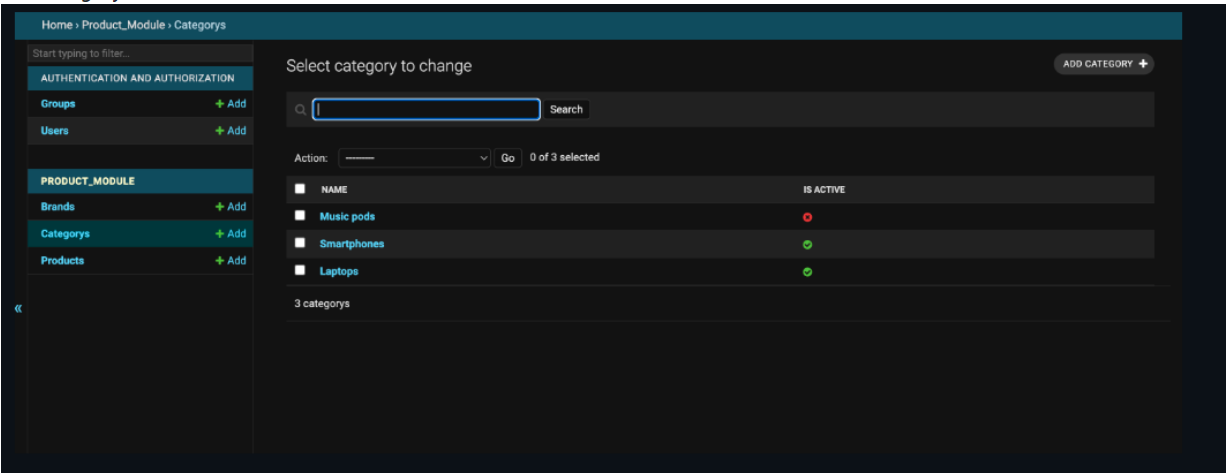 Home › Product_Module › Categorys
Start typing to filter...
AUTHENTICATION AND AUTHORIZATION
Groups + Add
Users + Add
PRODUCT_MODULE
Brands + Add
Categorys + Add
Products + Add
«
Select category to change
ADD CATEGORY +
Search
Action: --------- Go 0 of 3 selected
NAME IS ACTIVE
Music pods
Smartphones
Laptops
3 categorys